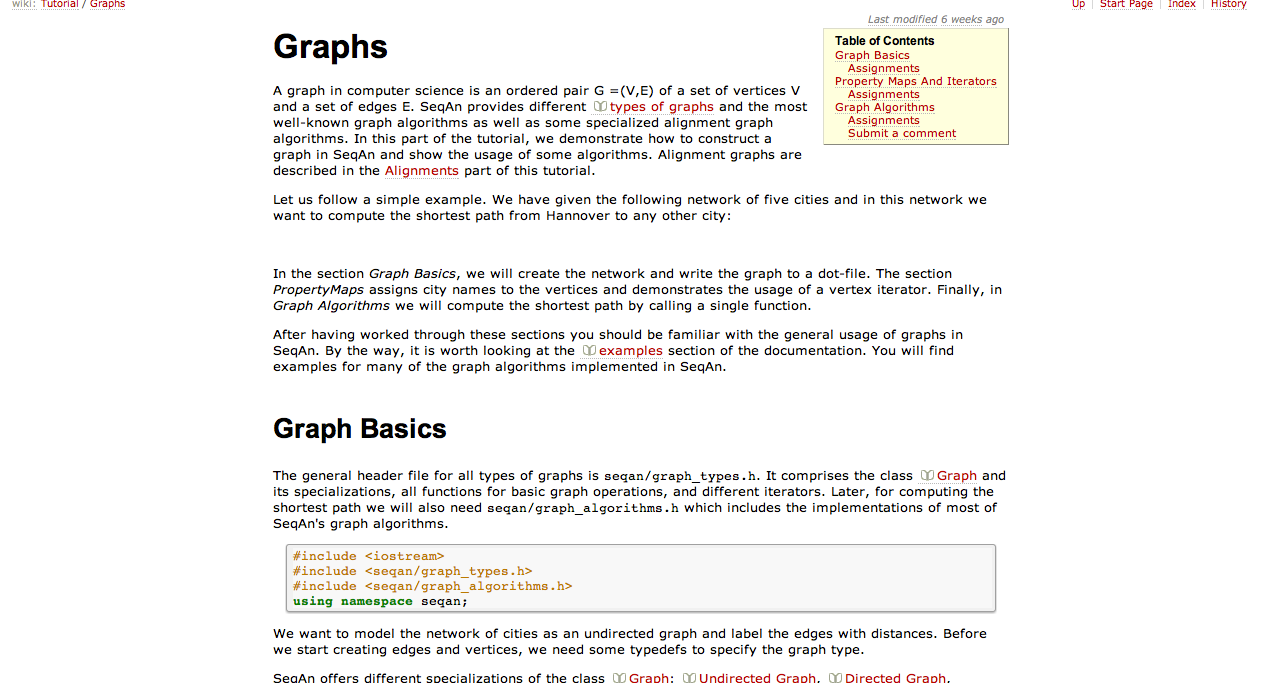 wiki: Tutorial / Graphs
Up | Start Page | Index | History
Last modified 6 weeks ago
Graphs
Table of Contents
Graph Basics
Assignments
Property Maps And Iterators
Assignments
Graph Algorithms
Assignments
Submit a comment
A graph in computer science is an ordered pair G =(V,E) of a set of vertices V
and a set of edges E. SeqAn provides different types of graphs and the most
well-known graph algorithms as well as some specialized alignment graph
algorithms. In this part of the tutorial, we demonstrate how to construct a
graph in SeqAn and show the usage of some algorithms. Alignment graphs are
described in the Alignments part of this tutorial.
Let us follow a simple example. We have given the following network of five cities and in this network we
want to compute the shortest path from Hannover to any other city:
In the section Graph Basics, we will create the network and write the graph to a dot-file. The section
PropertyMaps assigns city names to the vertices and demonstrates the usage of a vertex iterator. Finally, in
Graph Algorithms we will compute the shortest path by calling a single function.
After having worked through these sections you should be familiar with the general usage of graphs in
SeqAn. By the way, it is worth looking at the examples section of the documentation. You will find
examples for many of the graph algorithms implemented in SeqAn.
Graph Basics
The general header file for all types of graphs is seqan/graph_types.h. It comprises the class Graph and
its specializations, all functions for basic graph operations, and different iterators. Later, for computing the
shortest path we will also need seqan/graph_algorithms.h which includes the implementations of most of
SeqAn's graph algorithms.
#include <iostream>
#include <seqan/graph_types.h>
#include <seqan/graph_algorithms.h>
using namespace seqan;
We want to model the network of cities as an undirected graph and label the edges with distances. Before
we start creating edges and vertices, we need some typedefs to specify the graph type.
SeqAn offers different specializations of the class Graph: Undirected Graph, Directed Graph,